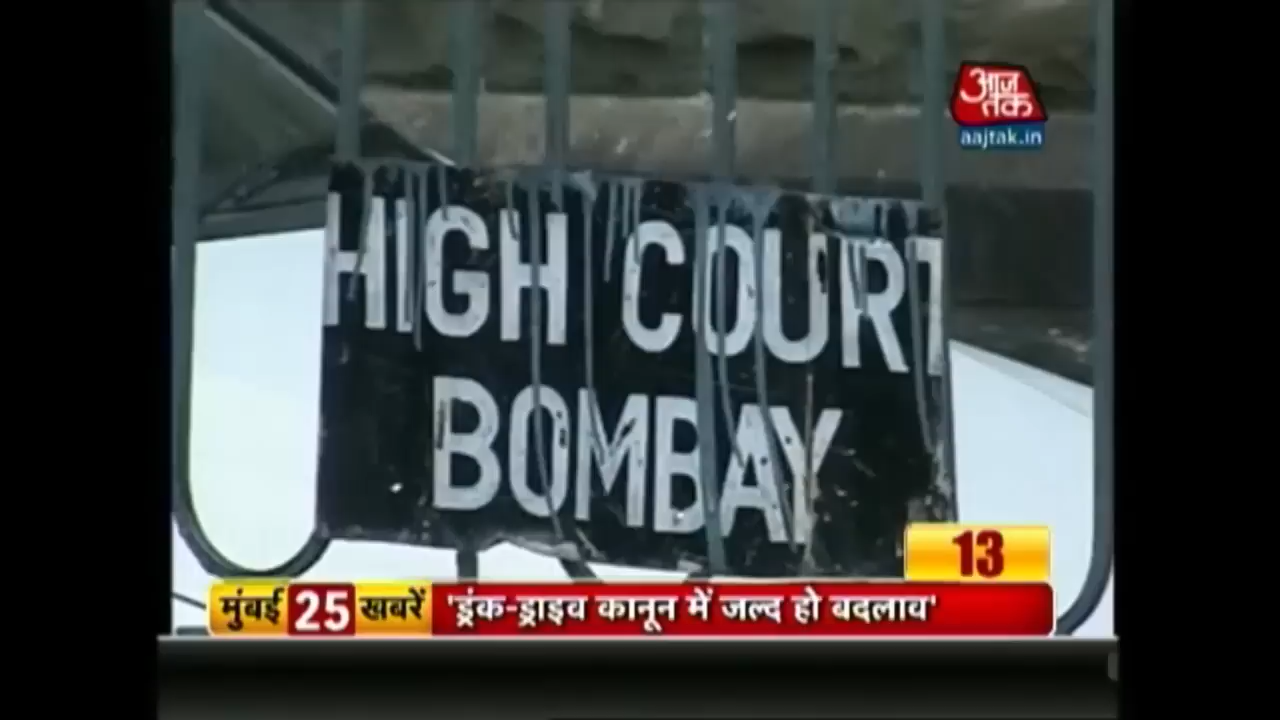 आज
तक
aajtak.in
HIGH COURT
BOMBAY
13
मुंबई 25 खबरें 'ड्रंक-ड्राइव कानून में जल्द हो बदलाव'